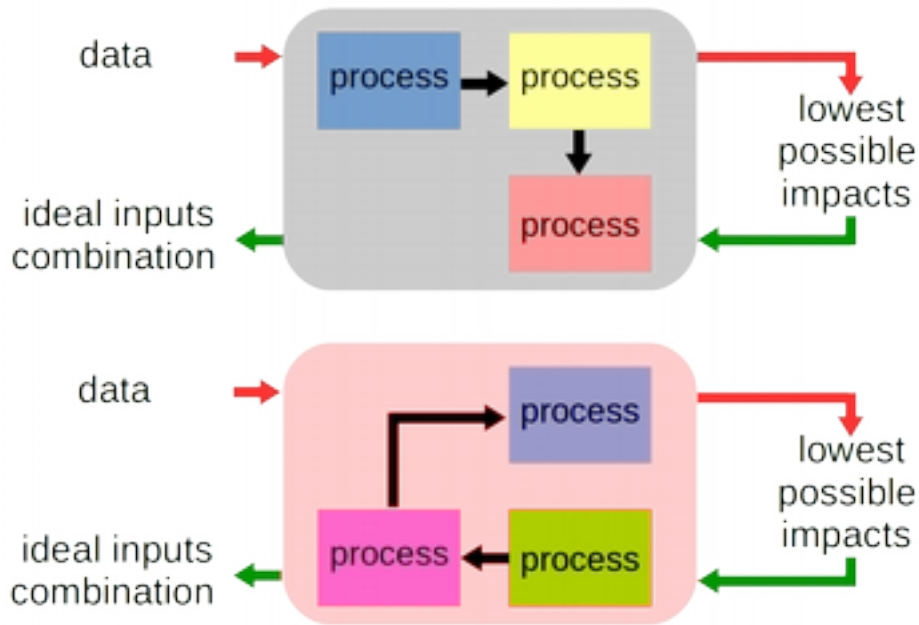 data
process
process
lowest
possible
impacts
process
ideal inputs
combination
data
process
lowest
possible
impacts
process
process
ideal inputs
combination